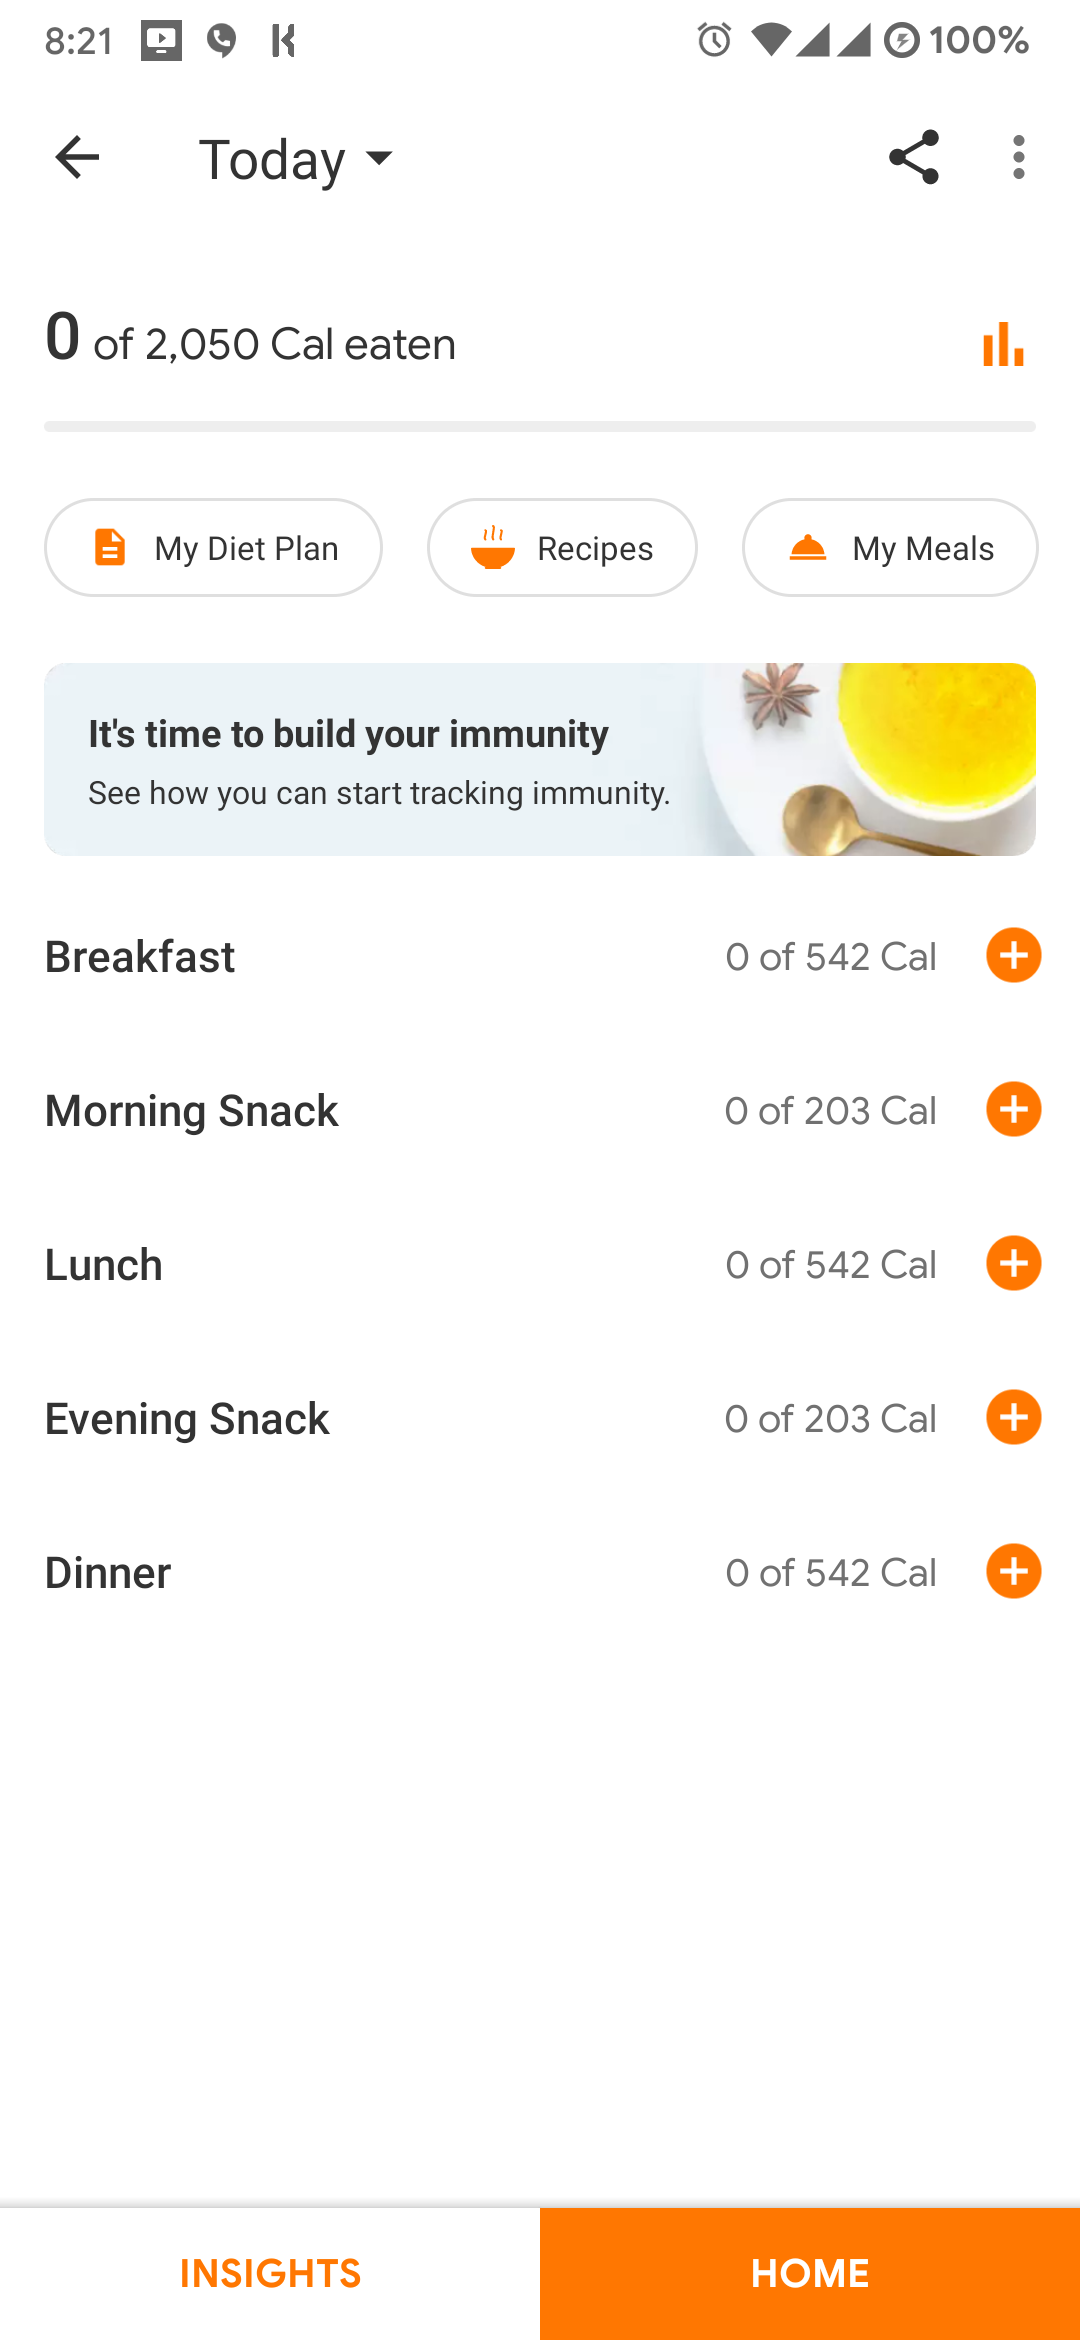 8:21 100%
Today
0 of 2,050 Cal eaten
My Diet Plan Recipes My Meals
It's time to build your immunity
See how you can start tracking immunity.
Breakfast 0 of 542 Cal
Morning Snack 0 of 203 Cal
Lunch 0 of 542 Cal
Evening Snack 0 of 203 Cal
Dinner 0 of 542 Cal
INSIGHTS HOME